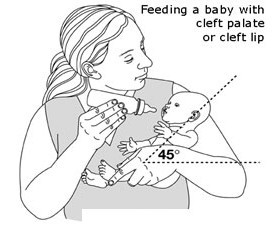 Feeding a baby with
cleft palate
or cleft lip
45°